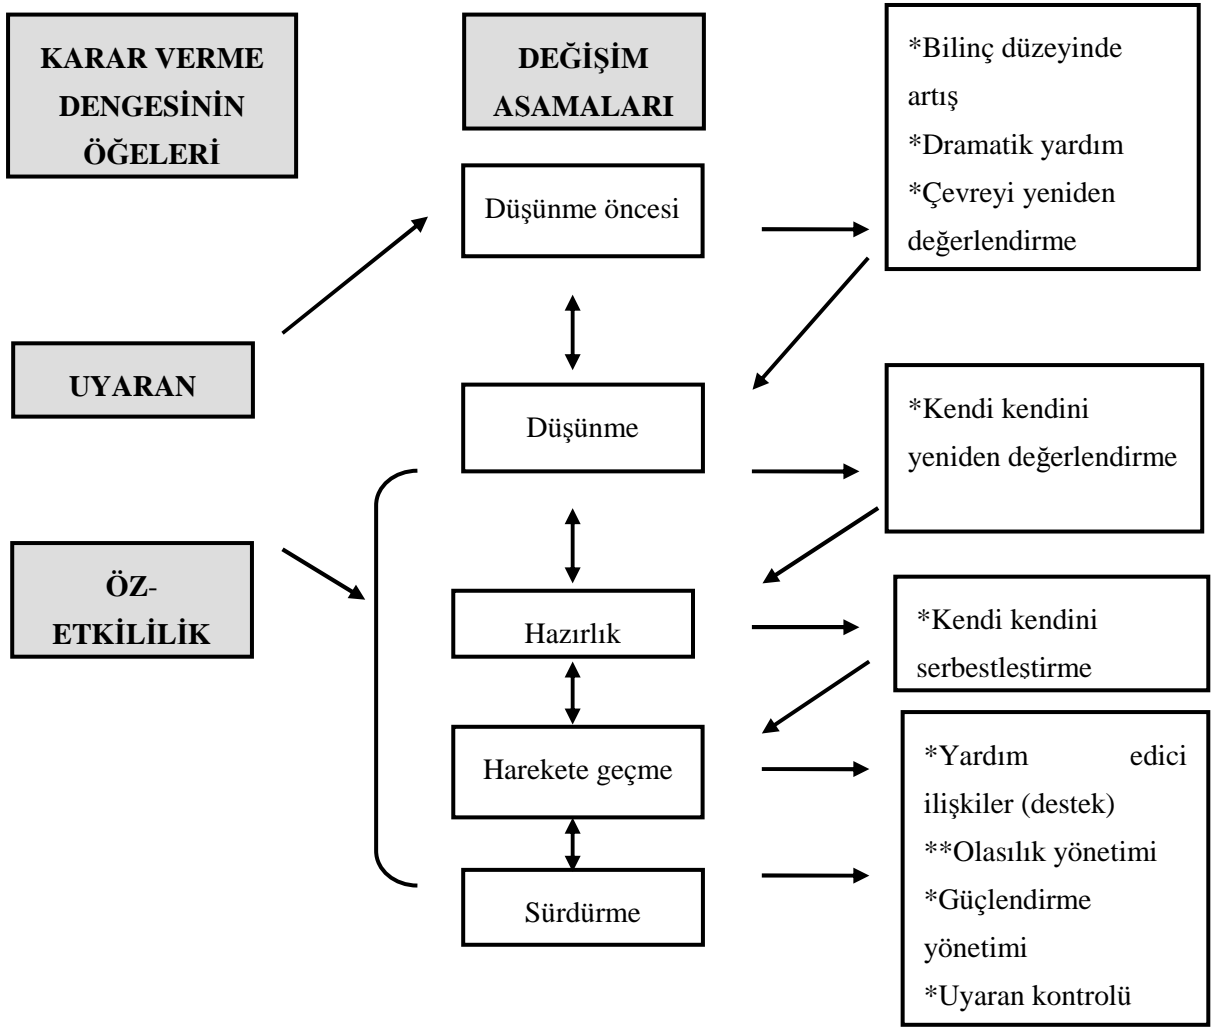 KARAR VERME
DENGESİNİN
ÖĞELERİ
DEĞİŞİM
ASAMALARI
*Bilinç düzeyinde
artış
*Dramatik yardım
*Çevreyi yeniden
değerlendirme
Düşünme öncesi
UYARAN
Düşünme
*Kendi kendini
yeniden değerlendirme
ÖZ-
ETKİLİLİK
Hazırlık
*Kendi kendini
serbestleştirme
Harekete geçme
*Yardım edici
ilişkiler (destek)
**Olasılık yönetimi
*Güçlendirme
yönetimi
*Uyaran kontrolü
Sürdürme